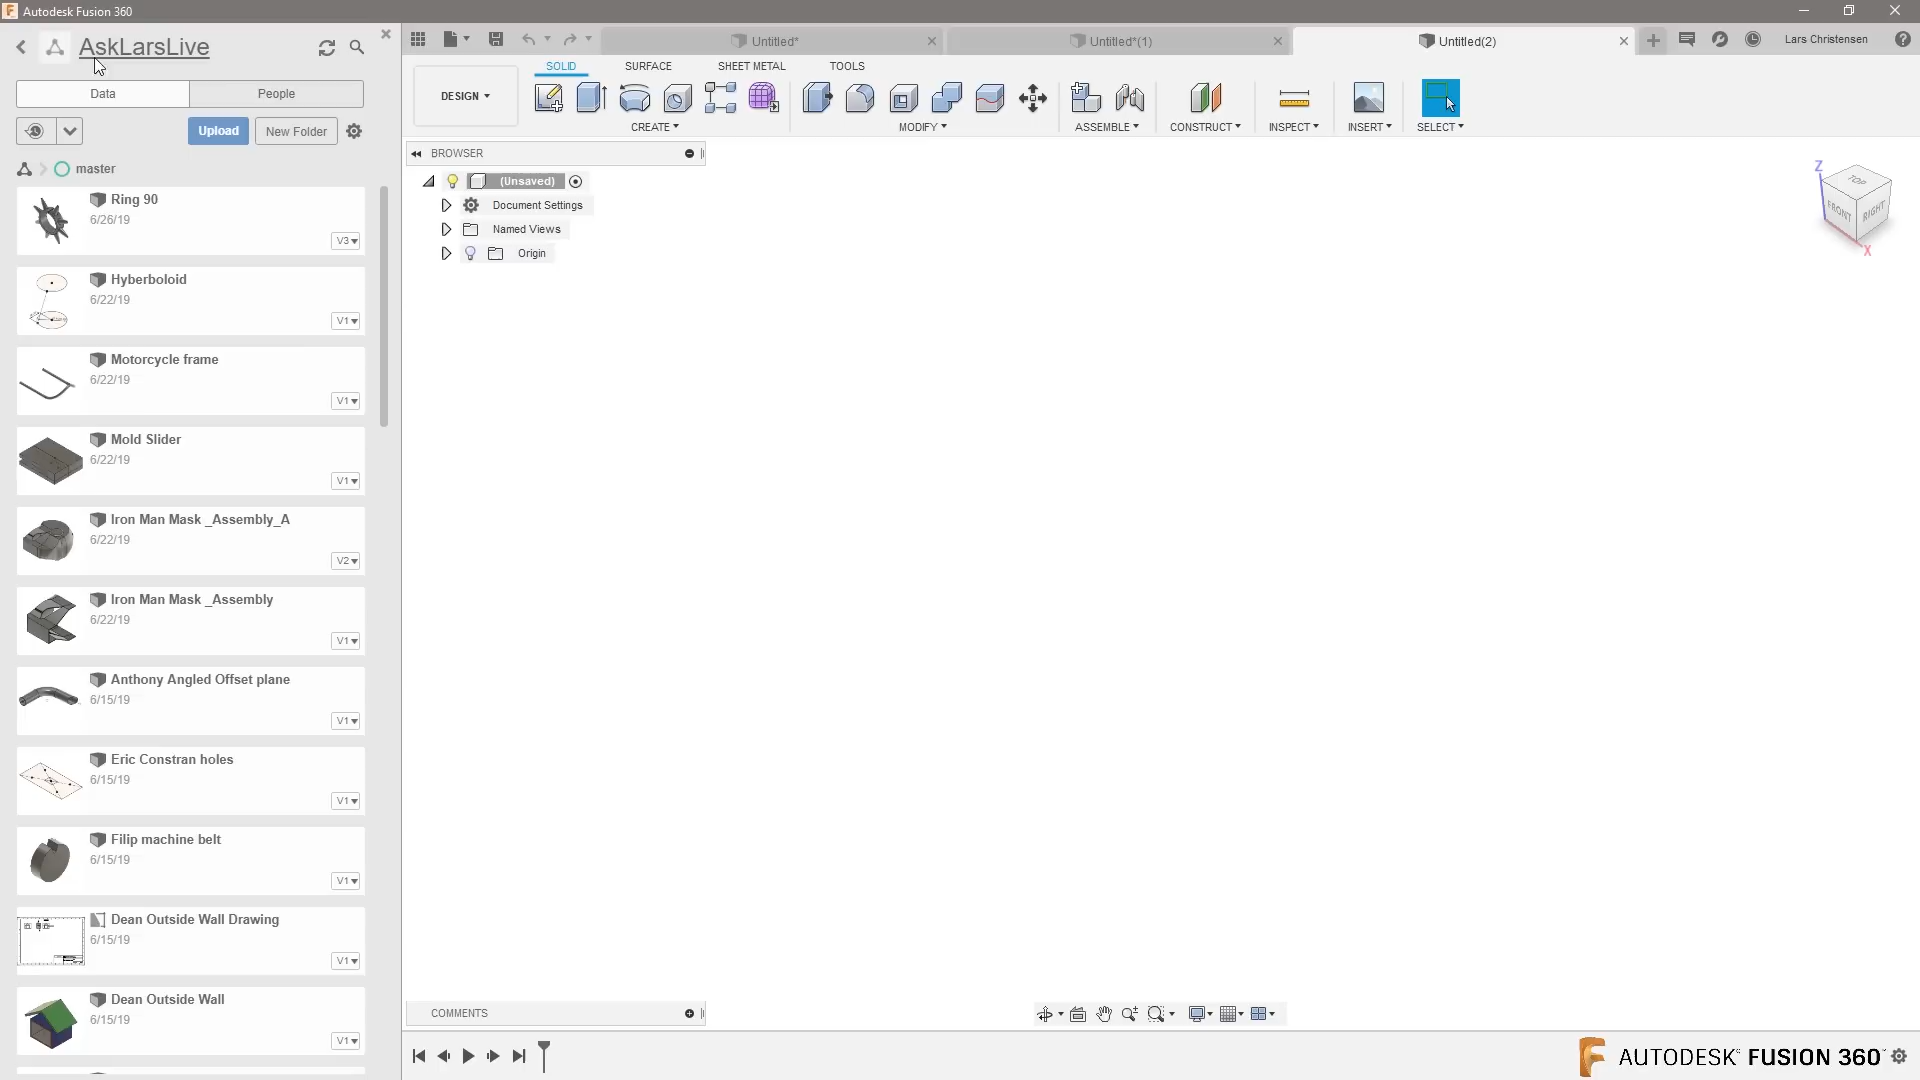 Autodesk Fusion 360
AskLarsLive
Data
People
Upload
New Folder
master
Ring 90
6/26/19
V3
Hyberboloid
6/22/19
V1
Motorcycle frame
6/22/19
V1
Mold Slider
6/22/19
V1
Iron Man Mask _Assembly_A
6/22/19
V2
Iron Man Mask _Assembly
6/22/19
V1
Anthony Angled Offset plane
6/15/19
V1
Eric Constran holes
6/15/19
V1
Filip machine belt
6/15/19
V1
Dean Outside Wall Drawing
6/15/19
V1
Dean Outside Wall
6/15/19
V1
Untitled*
Untitled*(1)
Untitled(2)
Lars Christensen
SOLID
SURFACE
SHEET METAL
TOOLS
DESIGN
CREATE
MODIFY
ASSEMBLE
CONSTRUCT
INSPECT
INSERT
SELECT
BROWSER
(Unsaved)
Document Settings
Named Views
Origin
Z
TOP
FRONT
RIGHT
X
COMMENTS
AUTODESK® FUSION 360™